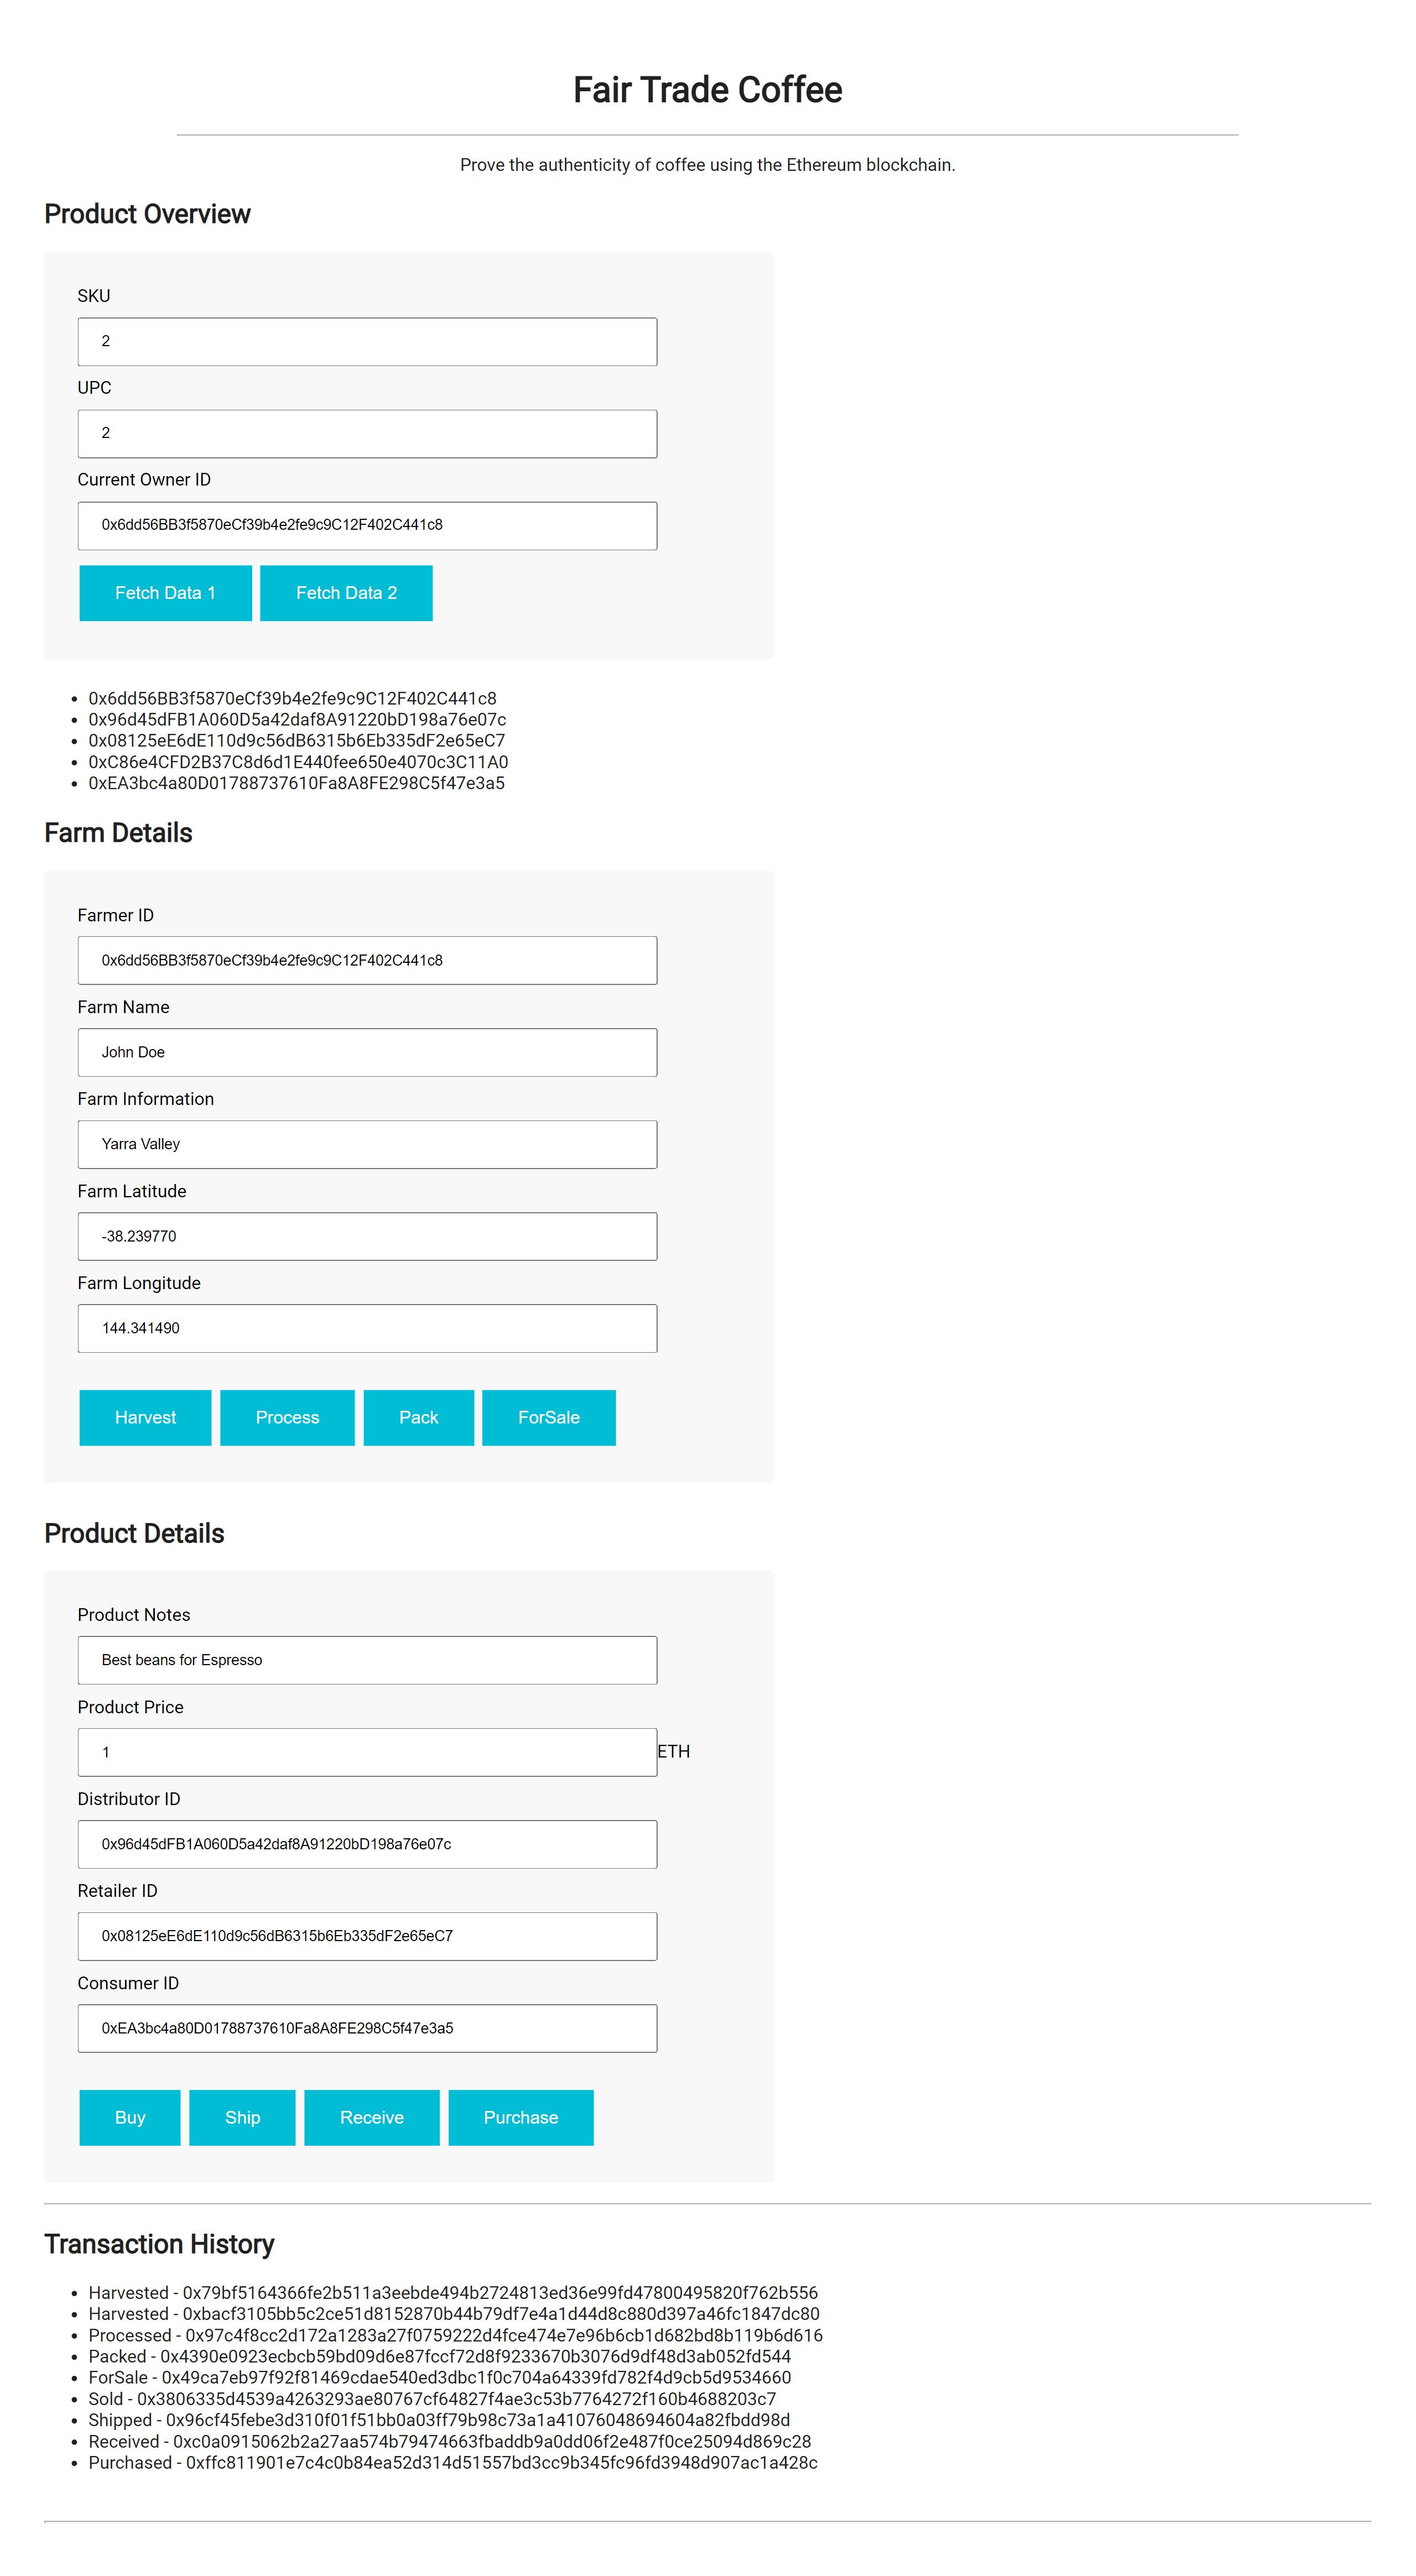 Fair Trade Coffee
Prove the authenticity of coffee using the Ethereum blockchain.
Product Overview
SKU
2
UPC
2
Current Owner ID
0x6dd56BB3f5870eCf39b4e2fe9c9C12F402C441c8
Fetch Data 1 Fetch Data 2
• 0x6dd56BB3f5870eCf39b4e2fe9c9C12F402C441c8
• 0x96d45dFB1A060D5a42daf8A91220bD198a76e07c
• 0x08125eE6dE110d9c56dB6315b6Eb335dF2e65eC7
• 0xC86e4CFD2B37C8d6d1E440fee650e4070c3C11A0
• 0xEA3bc4a80D01788737610Fa8A8FE298C5f47e3a5
Farm Details
Farmer ID
0x6dd56BB3f5870eCf39b4e2fe9c9C12F402C441c8
Farm Name
John Doe
Farm Information
Yarra Valley
Farm Latitude
-38.239770
Farm Longitude
144.341490
Harvest Process Pack ForSale
Product Details
Product Notes
Best beans for Espresso
Product Price
1 ETH
Distributor ID
0x96d45dFB1A060D5a42daf8A91220bD198a76e07c
Retailer ID
0x08125eE6dE110d9c56dB6315b6Eb335dF2e65eC7
Consumer ID
0xEA3bc4a80D01788737610Fa8A8FE298C5f47e3a5
Buy Ship Receive Purchase
Transaction History
• Harvested - 0x79bf5164366fe2b511a3eebde494b2724813ed36e99fd47800495820f762b556
• Harvested - 0xbacf3105bb5c2ce51d8152870b44b79df7e4a1d44d8c880d397a46fc1847dc80
• Processed - 0x97c4f8cc2d172a1283a27f0759222d4fce474e7e96b6cb1d682bd8b119b6d616
• Packed - 0x4390e0923ecbcb59bd09d6e87fccf72d8f9233670b3076d9df48d3ab052fd544
• ForSale - 0x49ca7eb97f92f81469cdae540ed3dbc1f0c704a64339fd782f4d9cb5d9534660
• Sold - 0x3806335d4539a4263293ae80767cf64827f4ae3c53b7764272f160b4688203c7
• Shipped - 0x96cf45febe3d310f01f51bb0a03ff79b98c73a1a41076048694604a82fbdd98d
• Received - 0xc0a0915062b2a27aa574b79474663fbaddb9a0dd06f2e487f0ce25094d869c28
• Purchased - 0xffc811901e7c4c0b84ea52d314d51557bd3cc9b345fc96fd3948d907ac1a428c